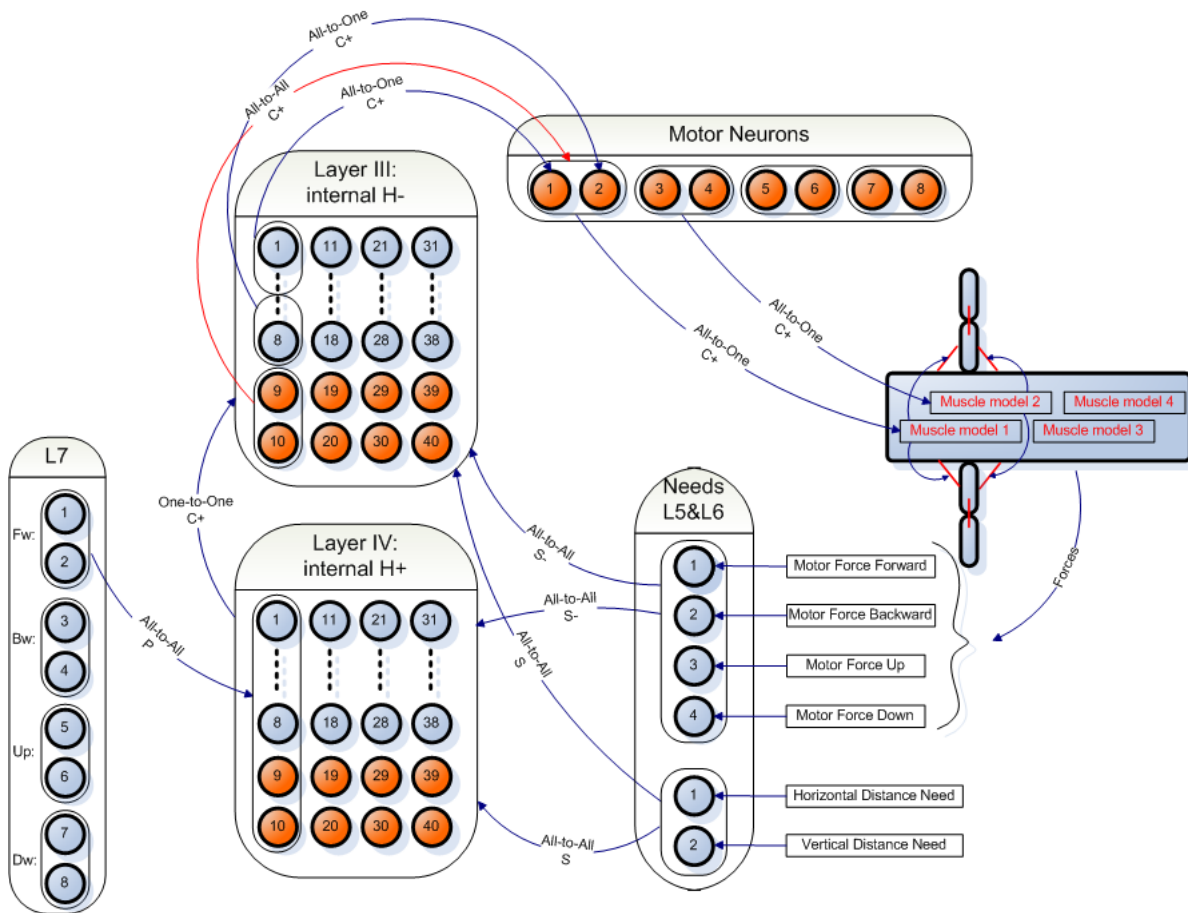 All-to-One
C+
All-to-All
C+
All-to-One
C+
Motor Neurons
1 2 3 4 5 6 7 8
Layer III:
internal H-
1 11 21 31
8 18 28 38
9 19 29 39
10 20 30 40
All-to-One
C+
All-to-One
C+
Muscle model 2
Muscle model 4
Muscle model 1
Muscle model 3
Forces
L7
Fw:
1
2
Bw:
3
4
Up:
5
6
Dw:
7
8
All-to-All
P
One-to-One
C+
Layer IV:
internal H+
1 11 21 31
8 18 28 38
9 19 29 39
10 20 30 40
All-to-All
S-
All-to-All
S-
All-to-All
S
All-to-All
S
Needs
L5&L6
1
Motor Force Forward
2
Motor Force Backward
3
Motor Force Up
4
Motor Force Down
1
Horizontal Distance Need
2
Vertical Distance Need